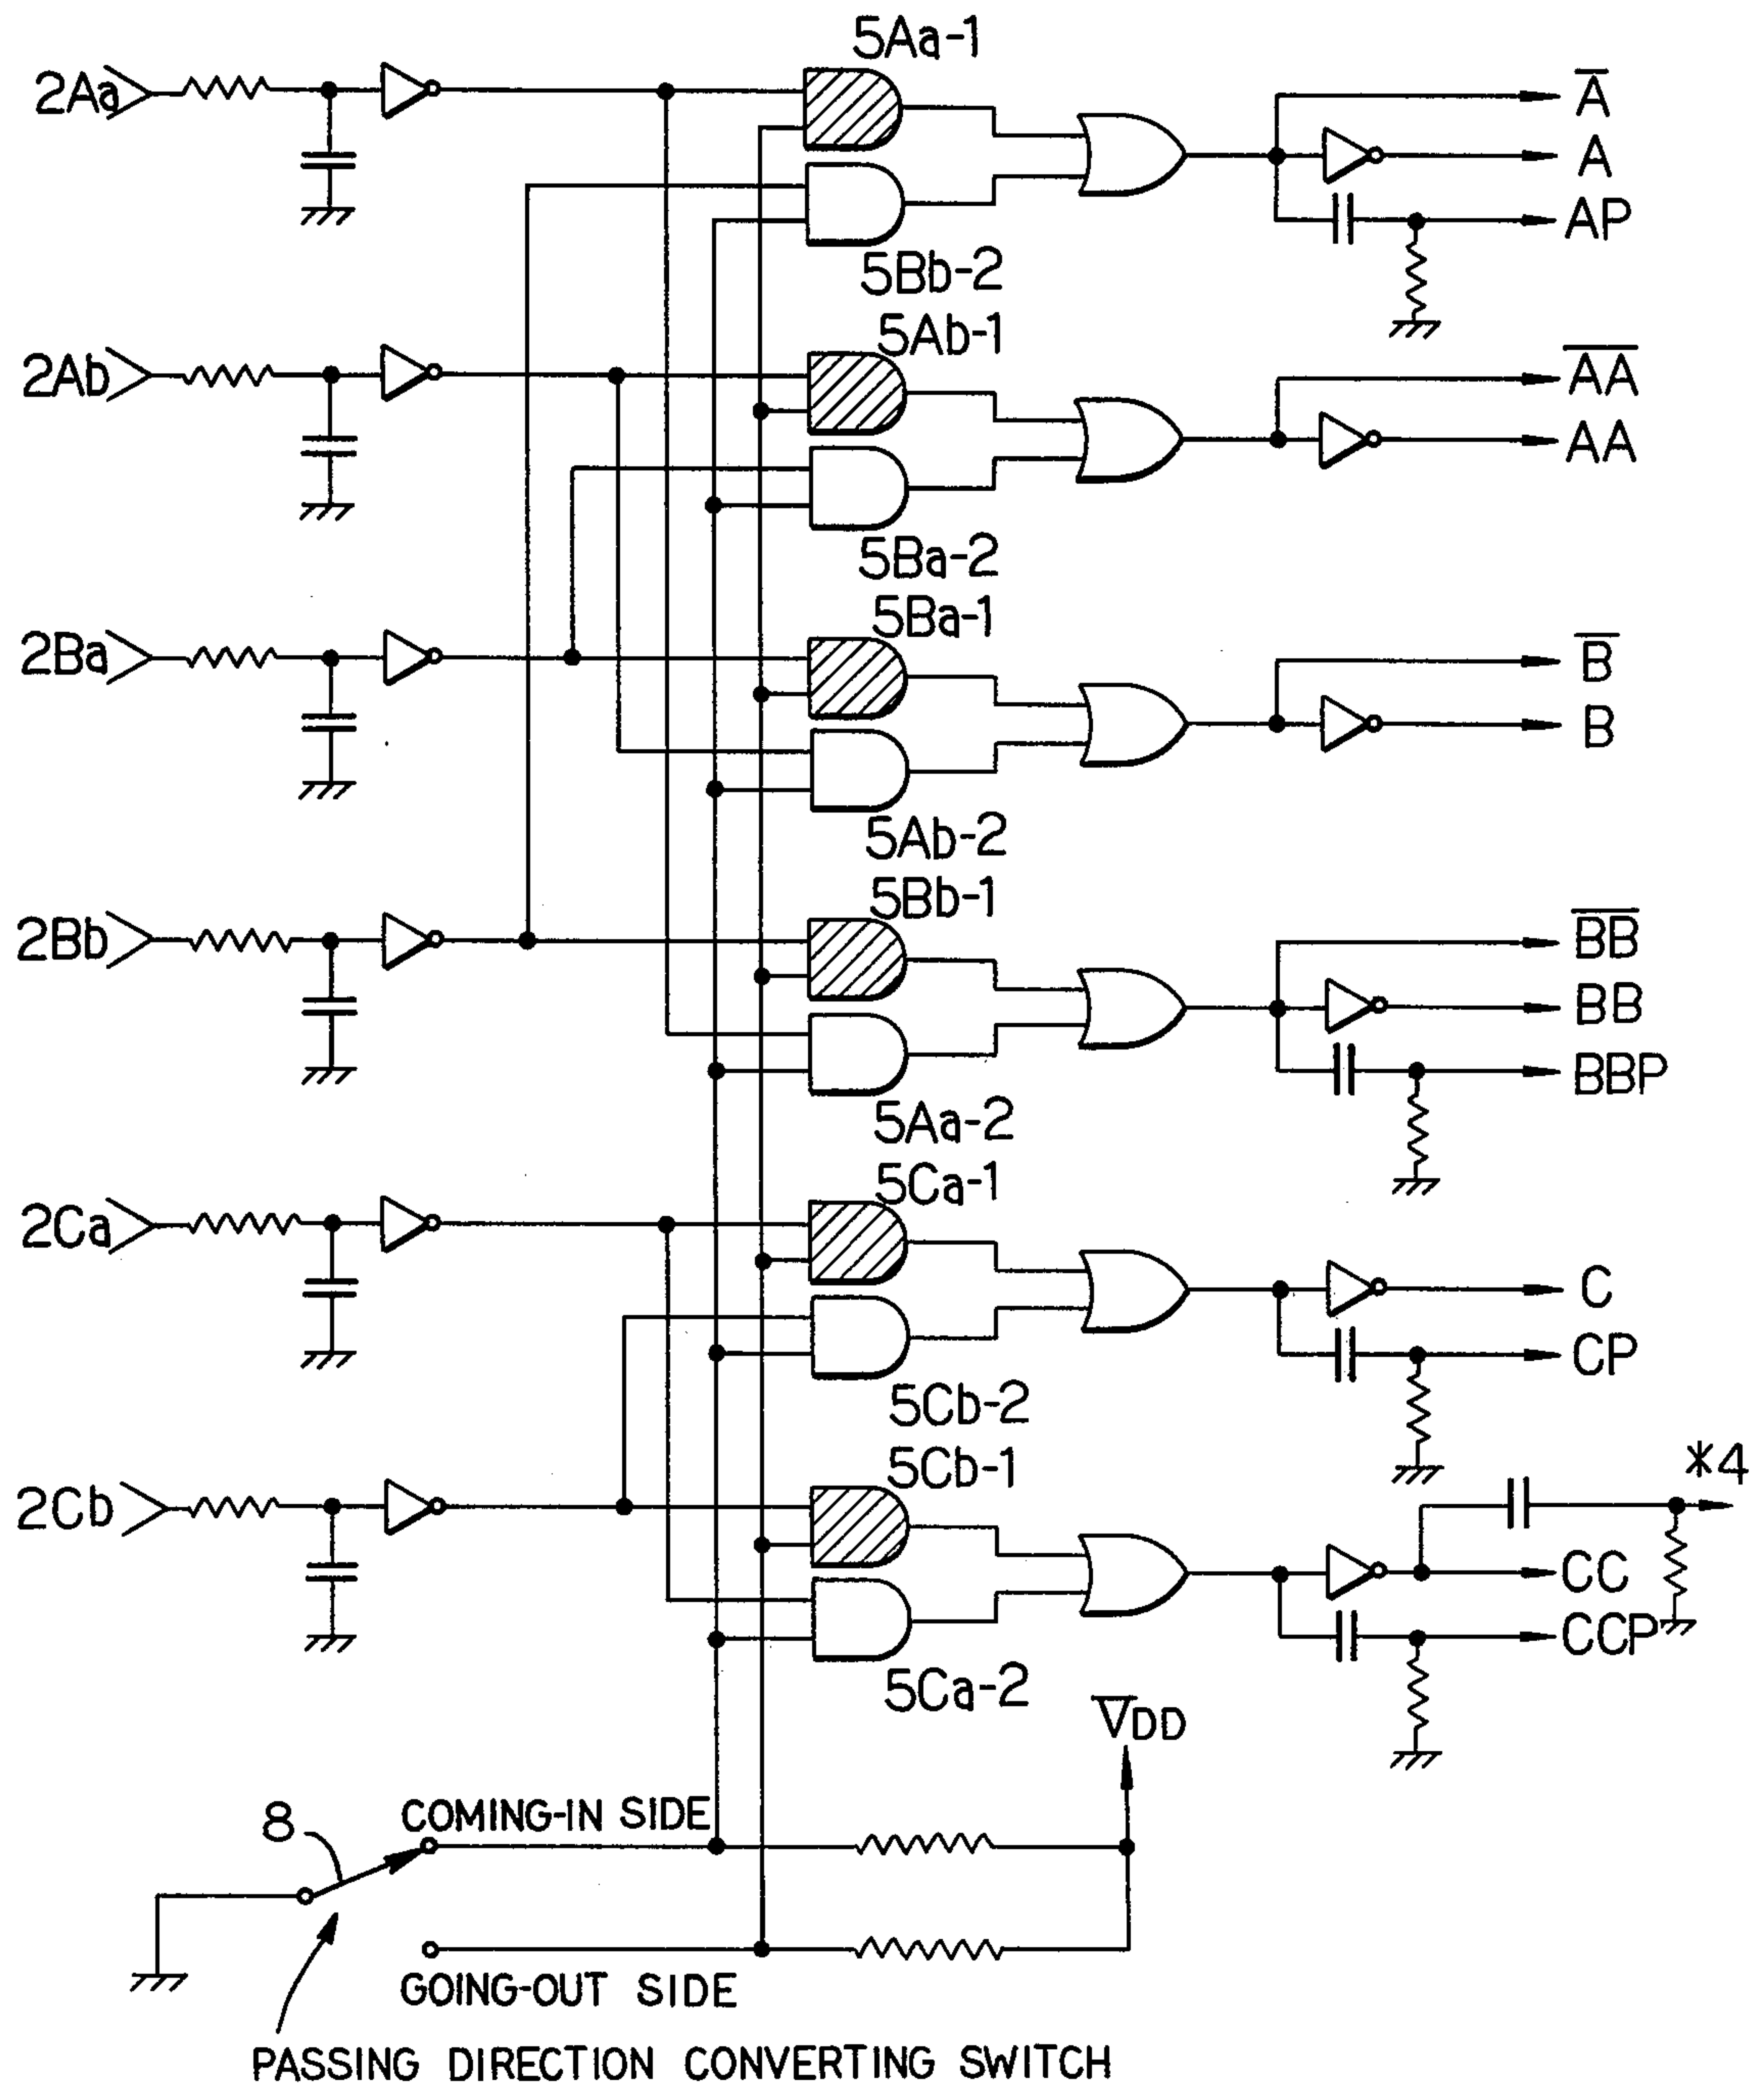 5Aa-1
2Aa
A̅
A
AP
5Bb-2
5Ab-1
2Ab
A̅A̅
AA
5Ba-2
5Ba-1
2Ba
B̅
B
5Ab-2
5Bb-1
2Bb
B̅B̅
BB
BBP
5Aa-2
5Ca-1
2Ca
C
CP
5Cb-2
5Cb-1
*4
2Cb
CC
CCP
5Ca-2
VDD
8
COMING-IN SIDE
GOING-OUT SIDE
PASSING DIRECTION CONVERTING SWITCH